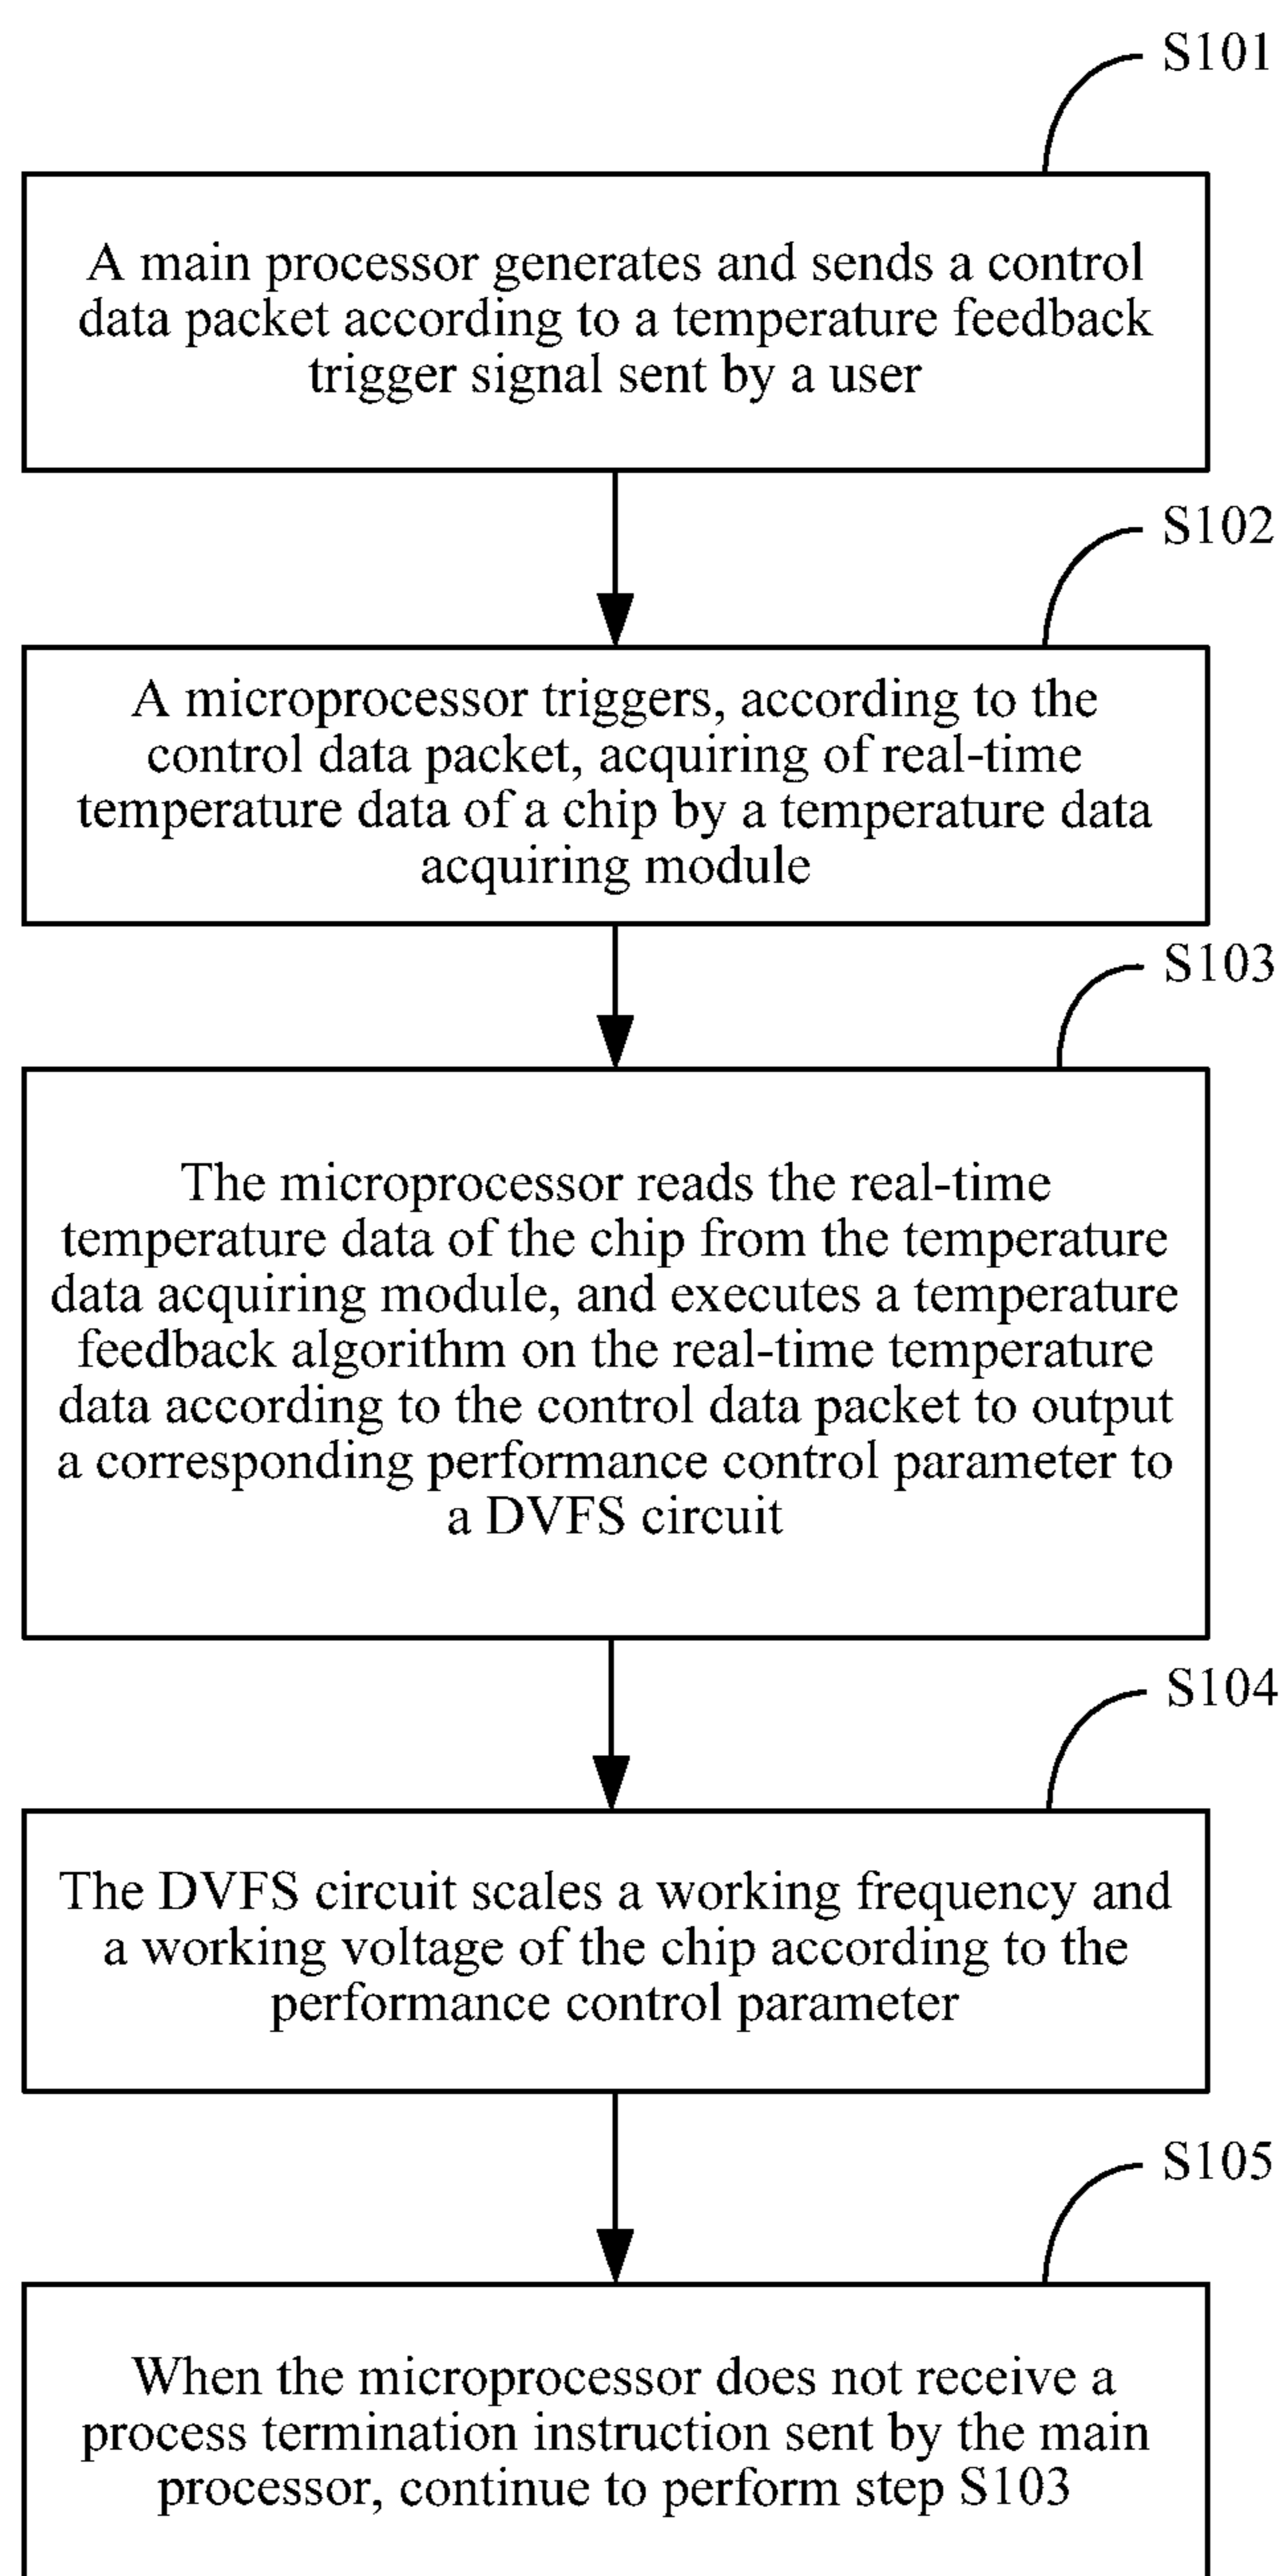 S101
A main processor generates and sends a control
data packet according to a temperature feedback
trigger signal sent by a user
S102
A microprocessor triggers, according to the
control data packet, acquiring of real-time
temperature data of a chip by a temperature data
acquiring module
S103
The microprocessor reads the real-time
temperature data of the chip from the temperature
data acquiring module, and executes a temperature
feedback algorithm on the real-time temperature
data according to the control data packet to output
a corresponding performance control parameter to
a DVFS circuit
S104
The DVFS circuit scales a working frequency and
a working voltage of the chip according to the
performance control parameter
S105
When the microprocessor does not receive a
process termination instruction sent by the main
processor, continue to perform step S103